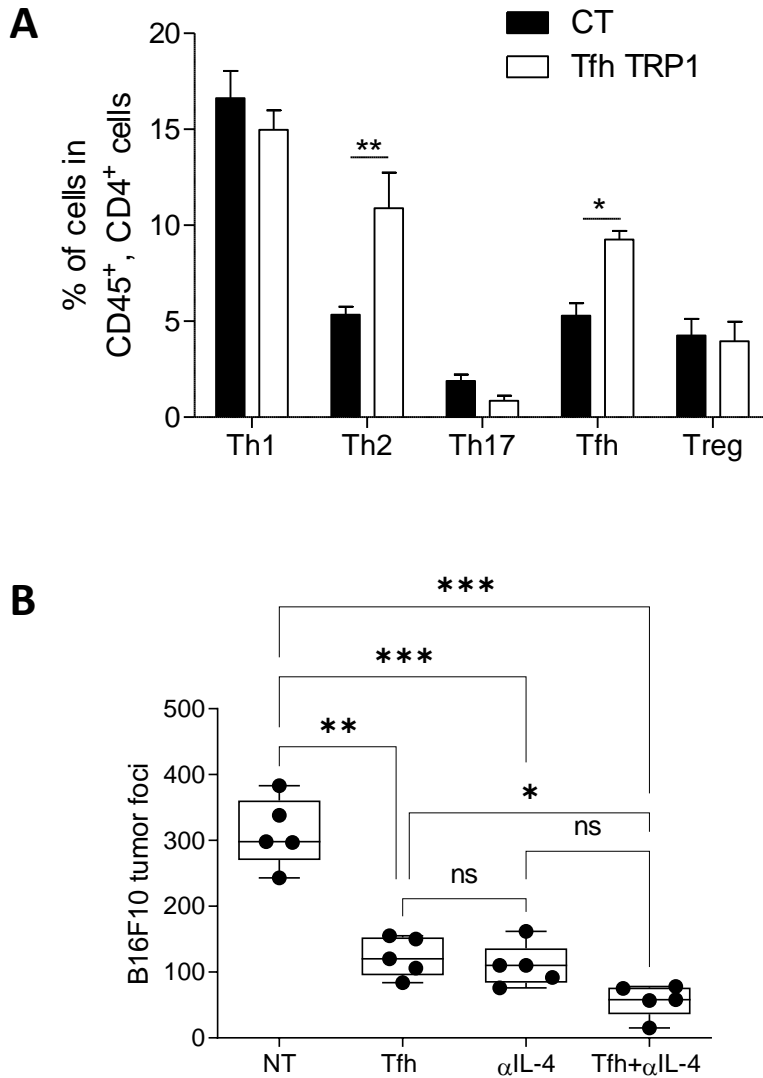 A
CT
Tfh TRP1
% of cells in
CD45⁺, CD4⁺ cells
20
15
10
5
0
**
*
Th1 Th2 Th17 Tfh Treg
B
***
***
**
*
ns
ns
B16F10 tumor foci
500
400
300
200
100
0
NT Tfh αIL-4 Tfh+αIL-4